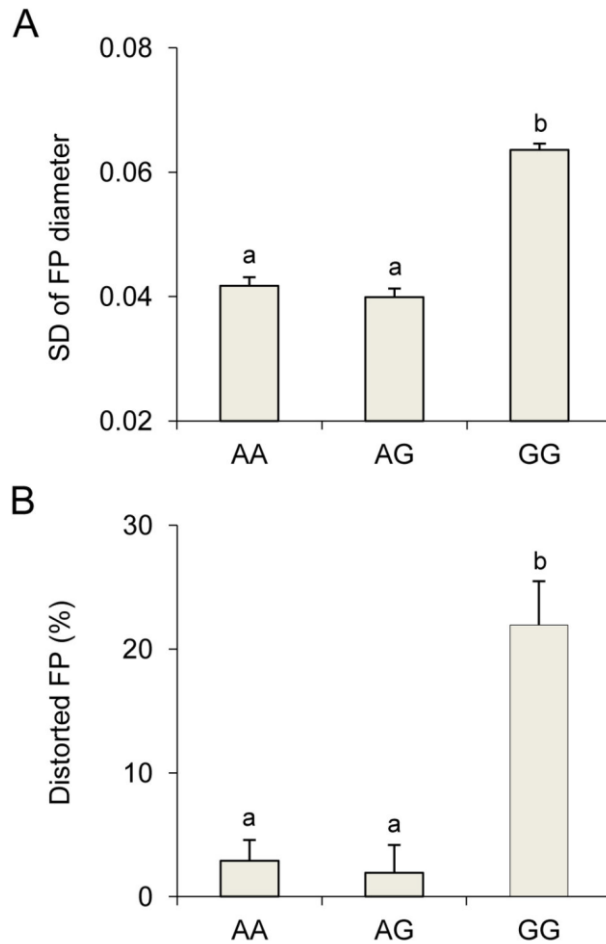 A
SD of FP diameter
0.08
0.06
0.04
0.02
a
a
b
AA
AG
GG
B
Distorted FP (%)
30
20
10
0
a
a
b
AA
AG
GG